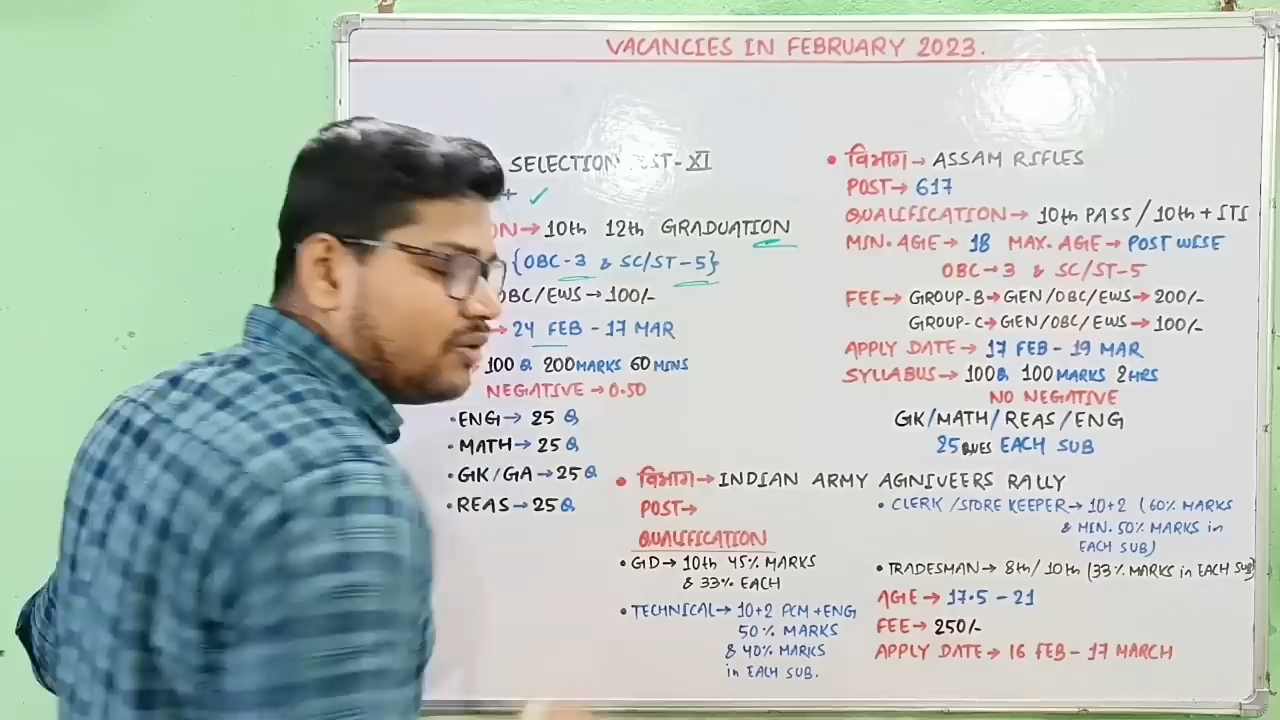 VACANCIES IN FEBRUARY 2023.
SELECTION XI
+ ✓
ON→ 10th 12th GRADUATION
{OBC-3 & SC/ST-5}
OBC/EWS→100/-
→ 24 FEB - 17 MAR
100 Q 200 MARKS 60 MINS
NEGATIVE→0.50
• ENG→ 25 Q
• MATH→ 25 Q
• GK/GA→25 Q
• REAS→ 25 Q
• विभाग→ ASSAM RIFLES
POST→ 617
QUALIFICATION→ 10th PASS / 10th + ITI
MIN. AGE→ 18 MAX. AGE→ POST WISE
OBC→3 & SC/ST-5
FEE→ GROUP-B→GEN/OBC/EWS→200/-
GROUP-C→GEN/OBC/EWS→100/-
APPLY DATE→ 17 FEB - 19 MAR
SYLLABUS→ 100Q 100 MARKS 2HRS
NO NEGATIVE
GK/MATH/REAS/ENG
25 QUES EACH SUB
• विभाग→ INDIAN ARMY AGNIVEERS RALLY
POST→
QUALIFICATION
• GD→ 10th 45% MARKS
& 33% EACH
• TECHNICAL→ 10+2 PCM+ENG
50% MARKS
& 40% MARKS
in EACH SUB.
• CLERK /STORE KEEPER→ 10+2 (60% MARKS
& MIN. 50% MARKS in
EACH SUB)
• TRADESMAN→ 8th/10th (33% MARKS in EACH SUB)
AGE→ 17.5 - 21
FEE→ 250/-
APPLY DATE→ 16 FEB - 17 MARCH